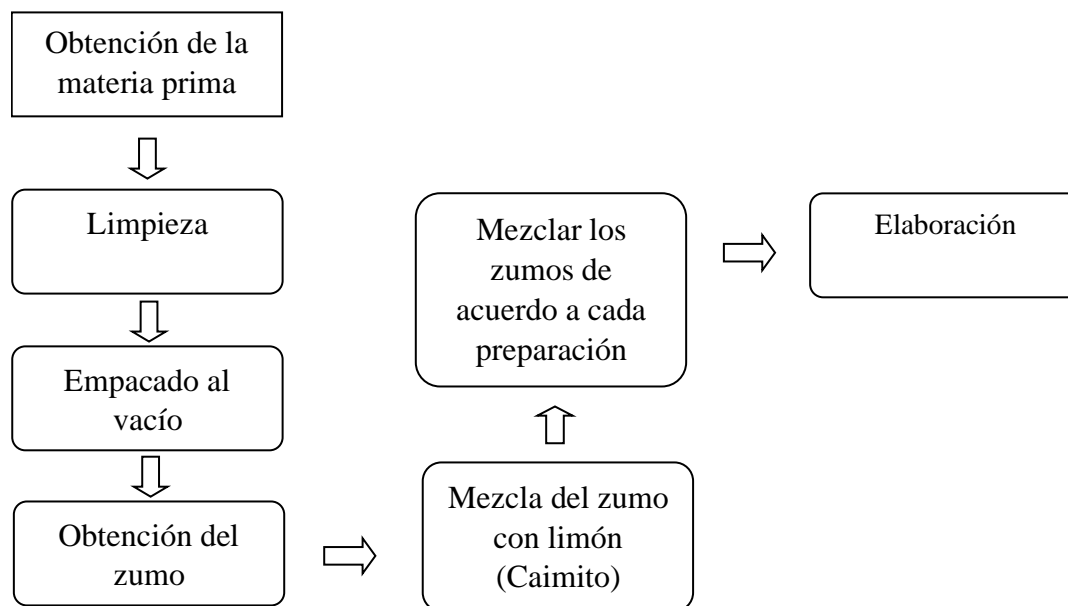 Obtención de la
materia prima
Limpieza
Empacado al
vacío
Obtención del
zumo
Mezcla del zumo
con limón
(Caimito)
Mezclar los
zumos de
acuerdo a cada
preparación
Elaboración